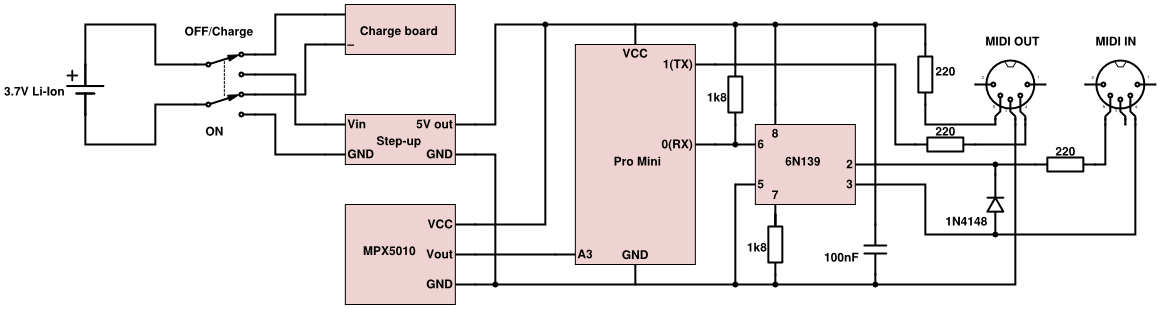 OFF/Charge
Charge board
–
+
3.7V Li-Ion
ON
Vin
5V out
Step-up
GND
GND
MPX5010
VCC
Vout
GND
VCC
1(TX)
0(RX)
Pro Mini
A3
GND
1k8
8
6
6N139
2
5
3
7
1k8
100nF
220
MIDI OUT
MIDI IN
220
220
1N4148